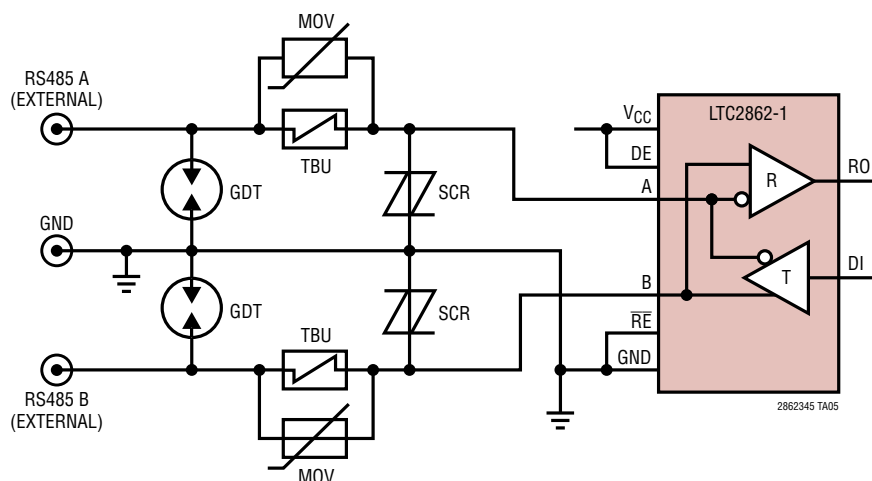 MOV
RS485 A
(EXTERNAL)
TBU
GDT
SCR
GND
GDT
SCR
TBU
RS485 B
(EXTERNAL)
MOV
LTC2862-1
VCC
DE
A
R
RO
T
DI
B
RE
GND
2862345 TA05